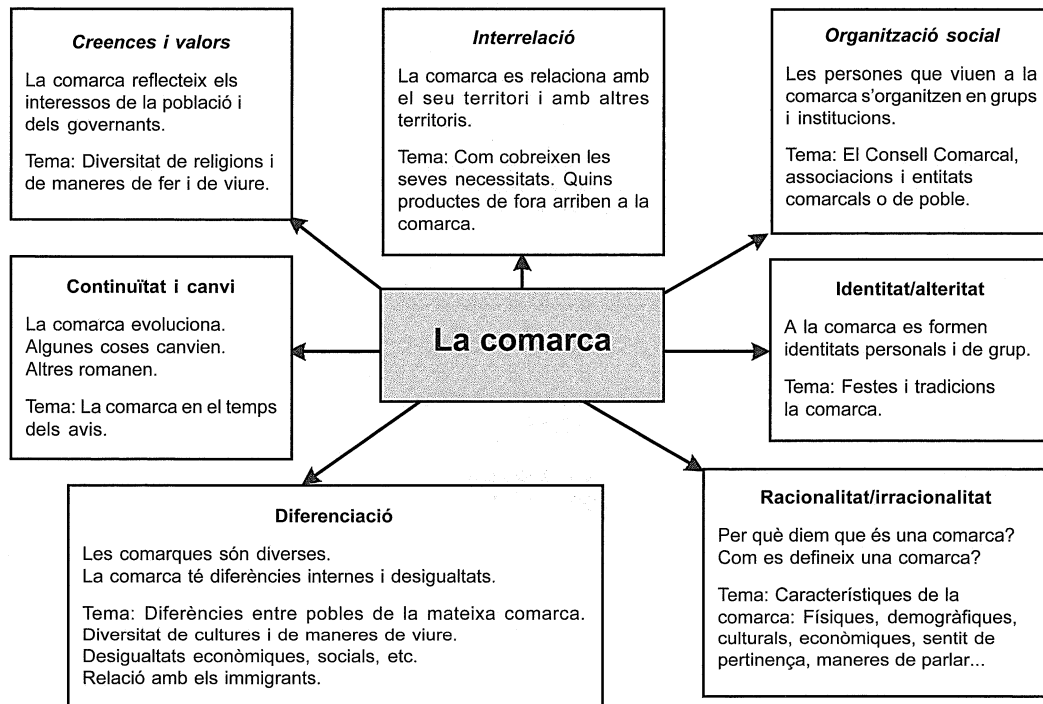 Creences i valors
La comarca reflecteix els
interessos de la població i
dels governants.
Tema: Diversitat de religions i
de maneres de fer i de viure.
Interrelació
La comarca es relaciona amb
el seu territori i amb altres
territoris.
Tema: Com cobreixen les
seves necessitats. Quins
productes de fora arriben a la
comarca.
Organització social
Les persones que viuen a la
comarca s'organitzen en grups
i institucions.
Tema: El Consell Comarcal,
associacions i entitats
comarcals o de poble.
Continuïtat i canvi
La comarca evoluciona.
Algunes coses canvien.
Altres romanen.
Tema: La comarca en el temps
dels avis.
La comarca
Identitat/alteritat
A la comarca es formen
identitats personals i de grup.
Tema: Festes i tradicions
la comarca.
Diferenciació
Les comarques són diverses.
La comarca té diferències internes i desigualtats.
Tema: Diferències entre pobles de la mateixa comarca.
Diversitat de cultures i de maneres de viure.
Desigualtats econòmiques, socials, etc.
Relació amb els immigrants.
Racionalitat/irracionalitat
Per què diem que és una comarca?
Com es defineix una comarca?
Tema: Característiques de la
comarca: Físiques, demogràfiques,
culturals, econòmiques, sentit de
pertinença, maneres de parlar...